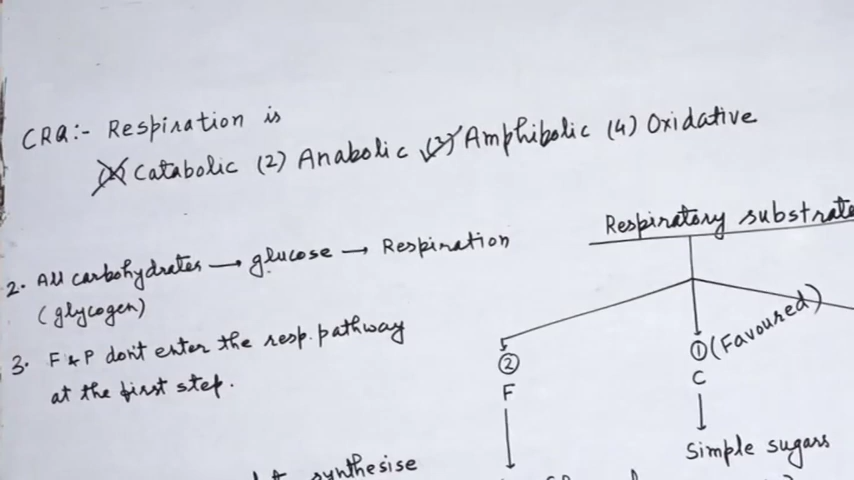 CRQ:- Respiration is
(1) Catabolic (2) Anabolic (3) Amphibolic (4) Oxidative
Respiratory substrate
2. All carbohydrates → glucose → Respiration
(glycogen)
3. F & P don't enter the resp. pathway
at the first step.
② ① (Favoured)
F C
Simple sugars
synthesise